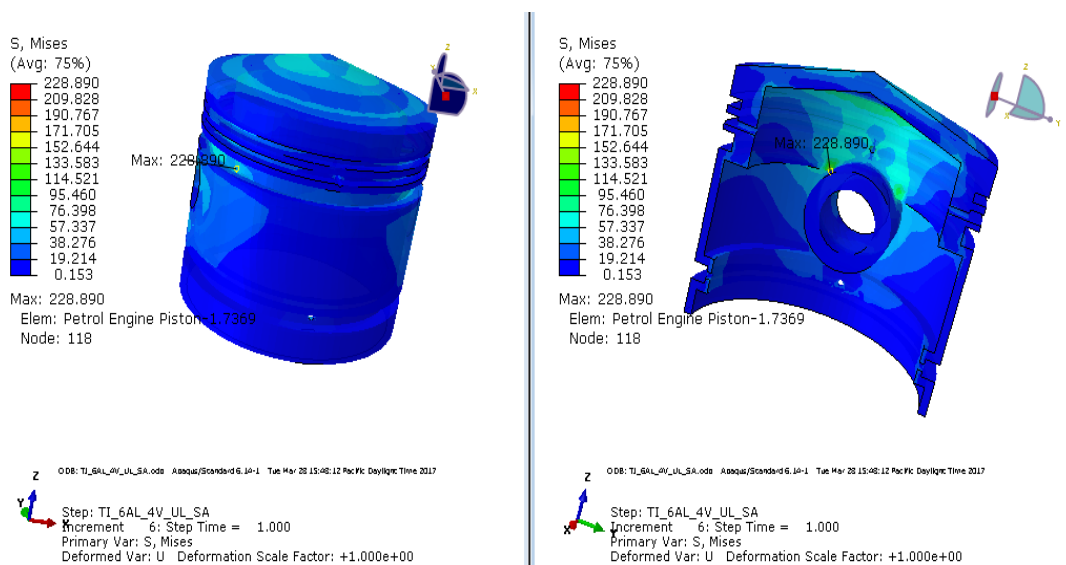 S, Mises
(Avg: 75%)
228.890
209.828
190.767
171.705
152.644
133.583
114.521
95.460
76.398
57.337
38.276
19.214
0.153
Max: 228.890
Elem: Petrol Engine Piston-1.7369
Node: 118
Max: 228.890
Z
Y
X
Z
Y
X
ODB: TI_6AL_4V_UL_SA.odb Abaqus/Standard 6.14-1 Tue Mar 28 15:48:12 Pacific Daylight Time 2017
Step: TI_6AL_4V_UL_SA
Increment 6: Step Time = 1.000
Primary Var: S, Mises
Deformed Var: U Deformation Scale Factor: +1.000e+00
S, Mises
(Avg: 75%)
228.890
209.828
190.767
171.705
152.644
133.583
114.521
95.460
76.398
57.337
38.276
19.214
0.153
Max: 228.890
Elem: Petrol Engine Piston-1.7369
Node: 118
Max: 228.890
Z
X
Y
Z
X
Y
ODB: TI_6AL_4V_UL_SA.odb Abaqus/Standard 6.14-1 Tue Mar 28 15:48:12 Pacific Daylight Time 2017
Step: TI_6AL_4V_UL_SA
Increment 6: Step Time = 1.000
Primary Var: S, Mises
Deformed Var: U Deformation Scale Factor: +1.000e+00